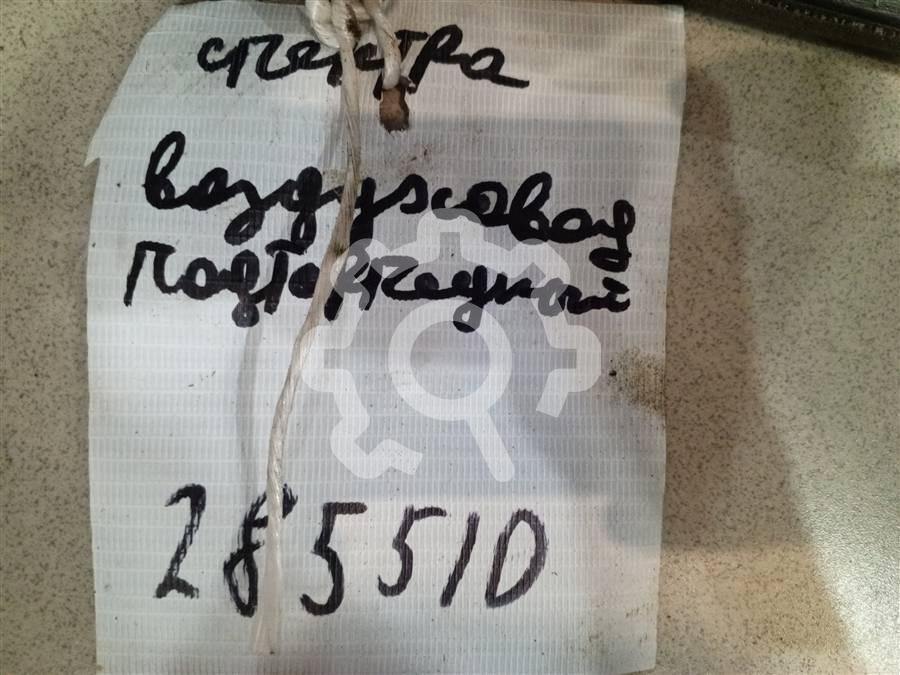 спектра
воздуховод
подторпедный
285510